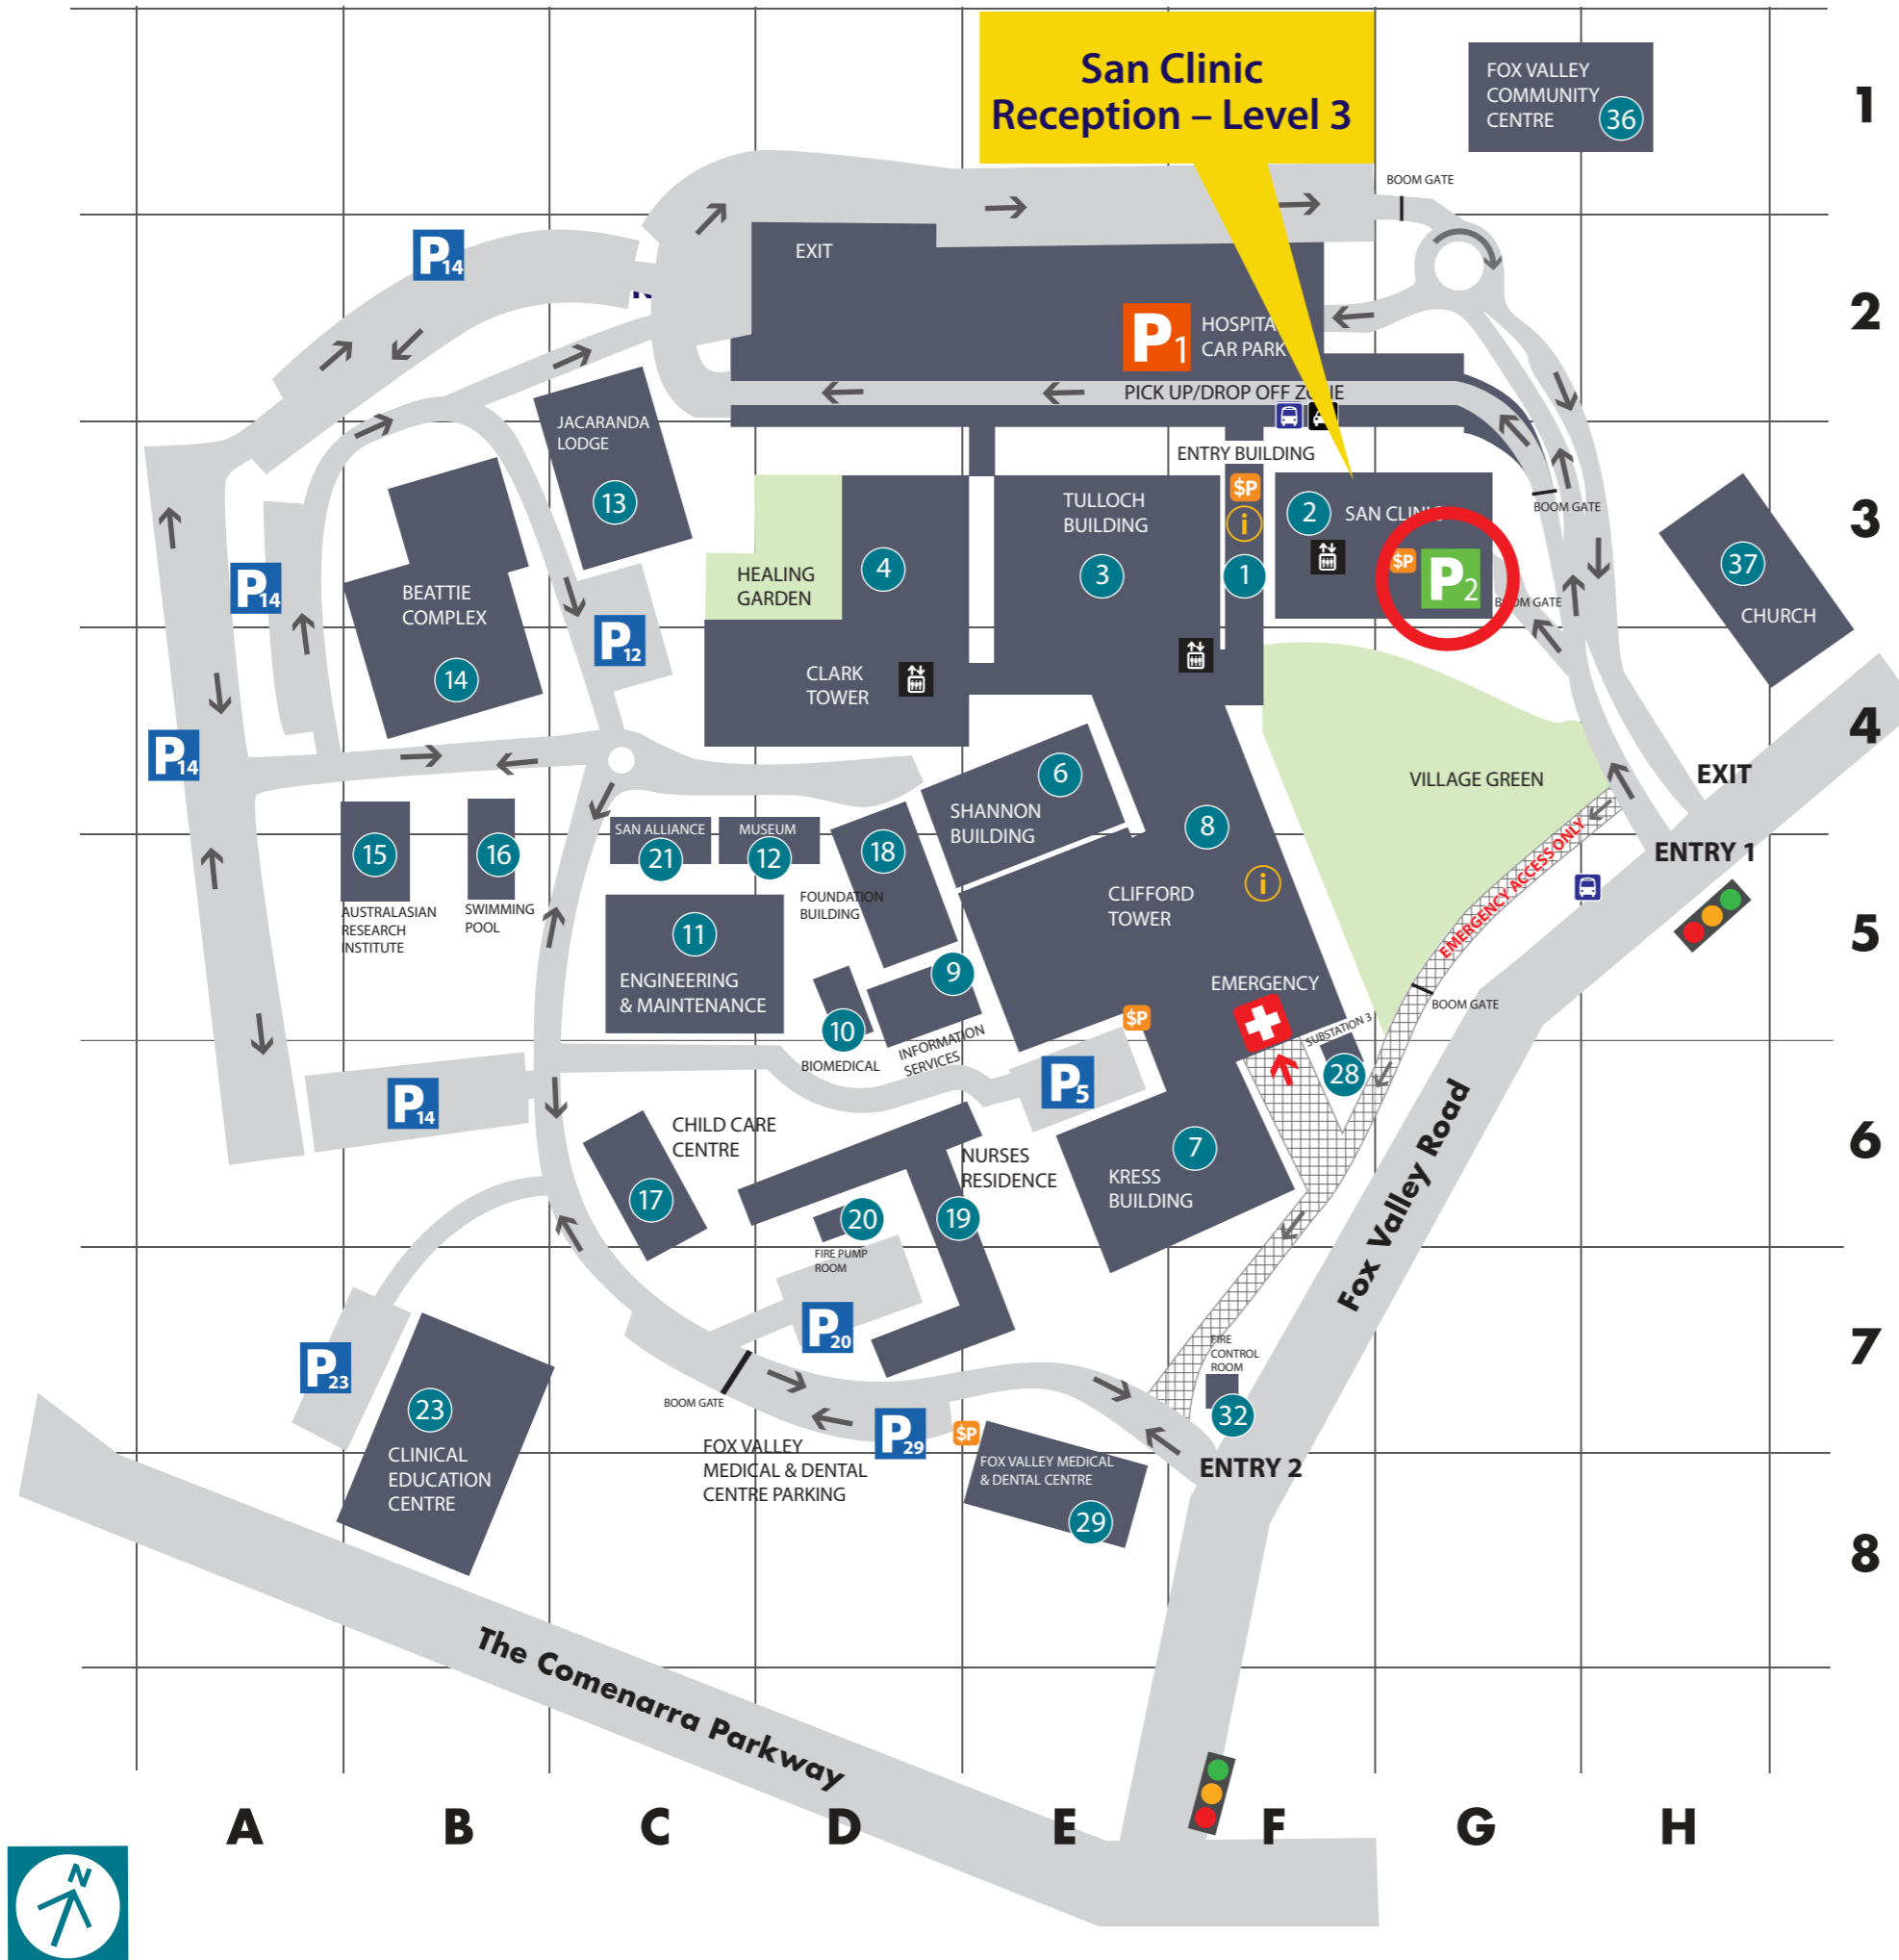 San Clinic
Reception – Level 3
FOX VALLEY
COMMUNITY
CENTRE
36
1
BOOM GATE
EXIT
P14
2
P1
HOSPITAL
CAR PARK
PICK UP/DROP OFF ZONE
JACARANDA
LODGE
13
ENTRY BUILDING
TULLOCH
BUILDING
3
$P
i
1
2
SAN CLINIC
$P
P2
BOOM GATE
BOOM GATE
3
37
CHURCH
HEALING
GARDEN
4
P14
BEATTIE
COMPLEX
14
P12
CLARK
TOWER
P14
6
SHANNON
BUILDING
8
VILLAGE GREEN
EXIT
4
ENTRY 1
EMERGENCY ACCESS ONLY
15
AUSTRALASIAN
RESEARCH
INSTITUTE
16
SWIMMING
POOL
SAN ALLIANCE
21
MUSEUM
12
18
FOUNDATION
BUILDING
CLIFFORD
TOWER
i
5
11
ENGINEERING
& MAINTENANCE
9
10
BIOMEDICAL
INFORMATION
SERVICES
$P
EMERGENCY
SUBSTATION 3
28
BOOM GATE
P14
P5
CHILD CARE
CENTRE
17
NURSES
RESIDENCE
19
20
FIRE PUMP
ROOM
7
KRESS
BUILDING
6
Fox Valley Road
P23
P20
FIRE
CONTROL
ROOM
32
7
23
CLINICAL
EDUCATION
CENTRE
BOOM GATE
P29
$P
FOX VALLEY
MEDICAL & DENTAL
CENTRE PARKING
FOX VALLEY MEDICAL
& DENTAL CENTRE
29
ENTRY 2
8
The Comenarra Parkway
A
B
C
D
E
F
G
H
N